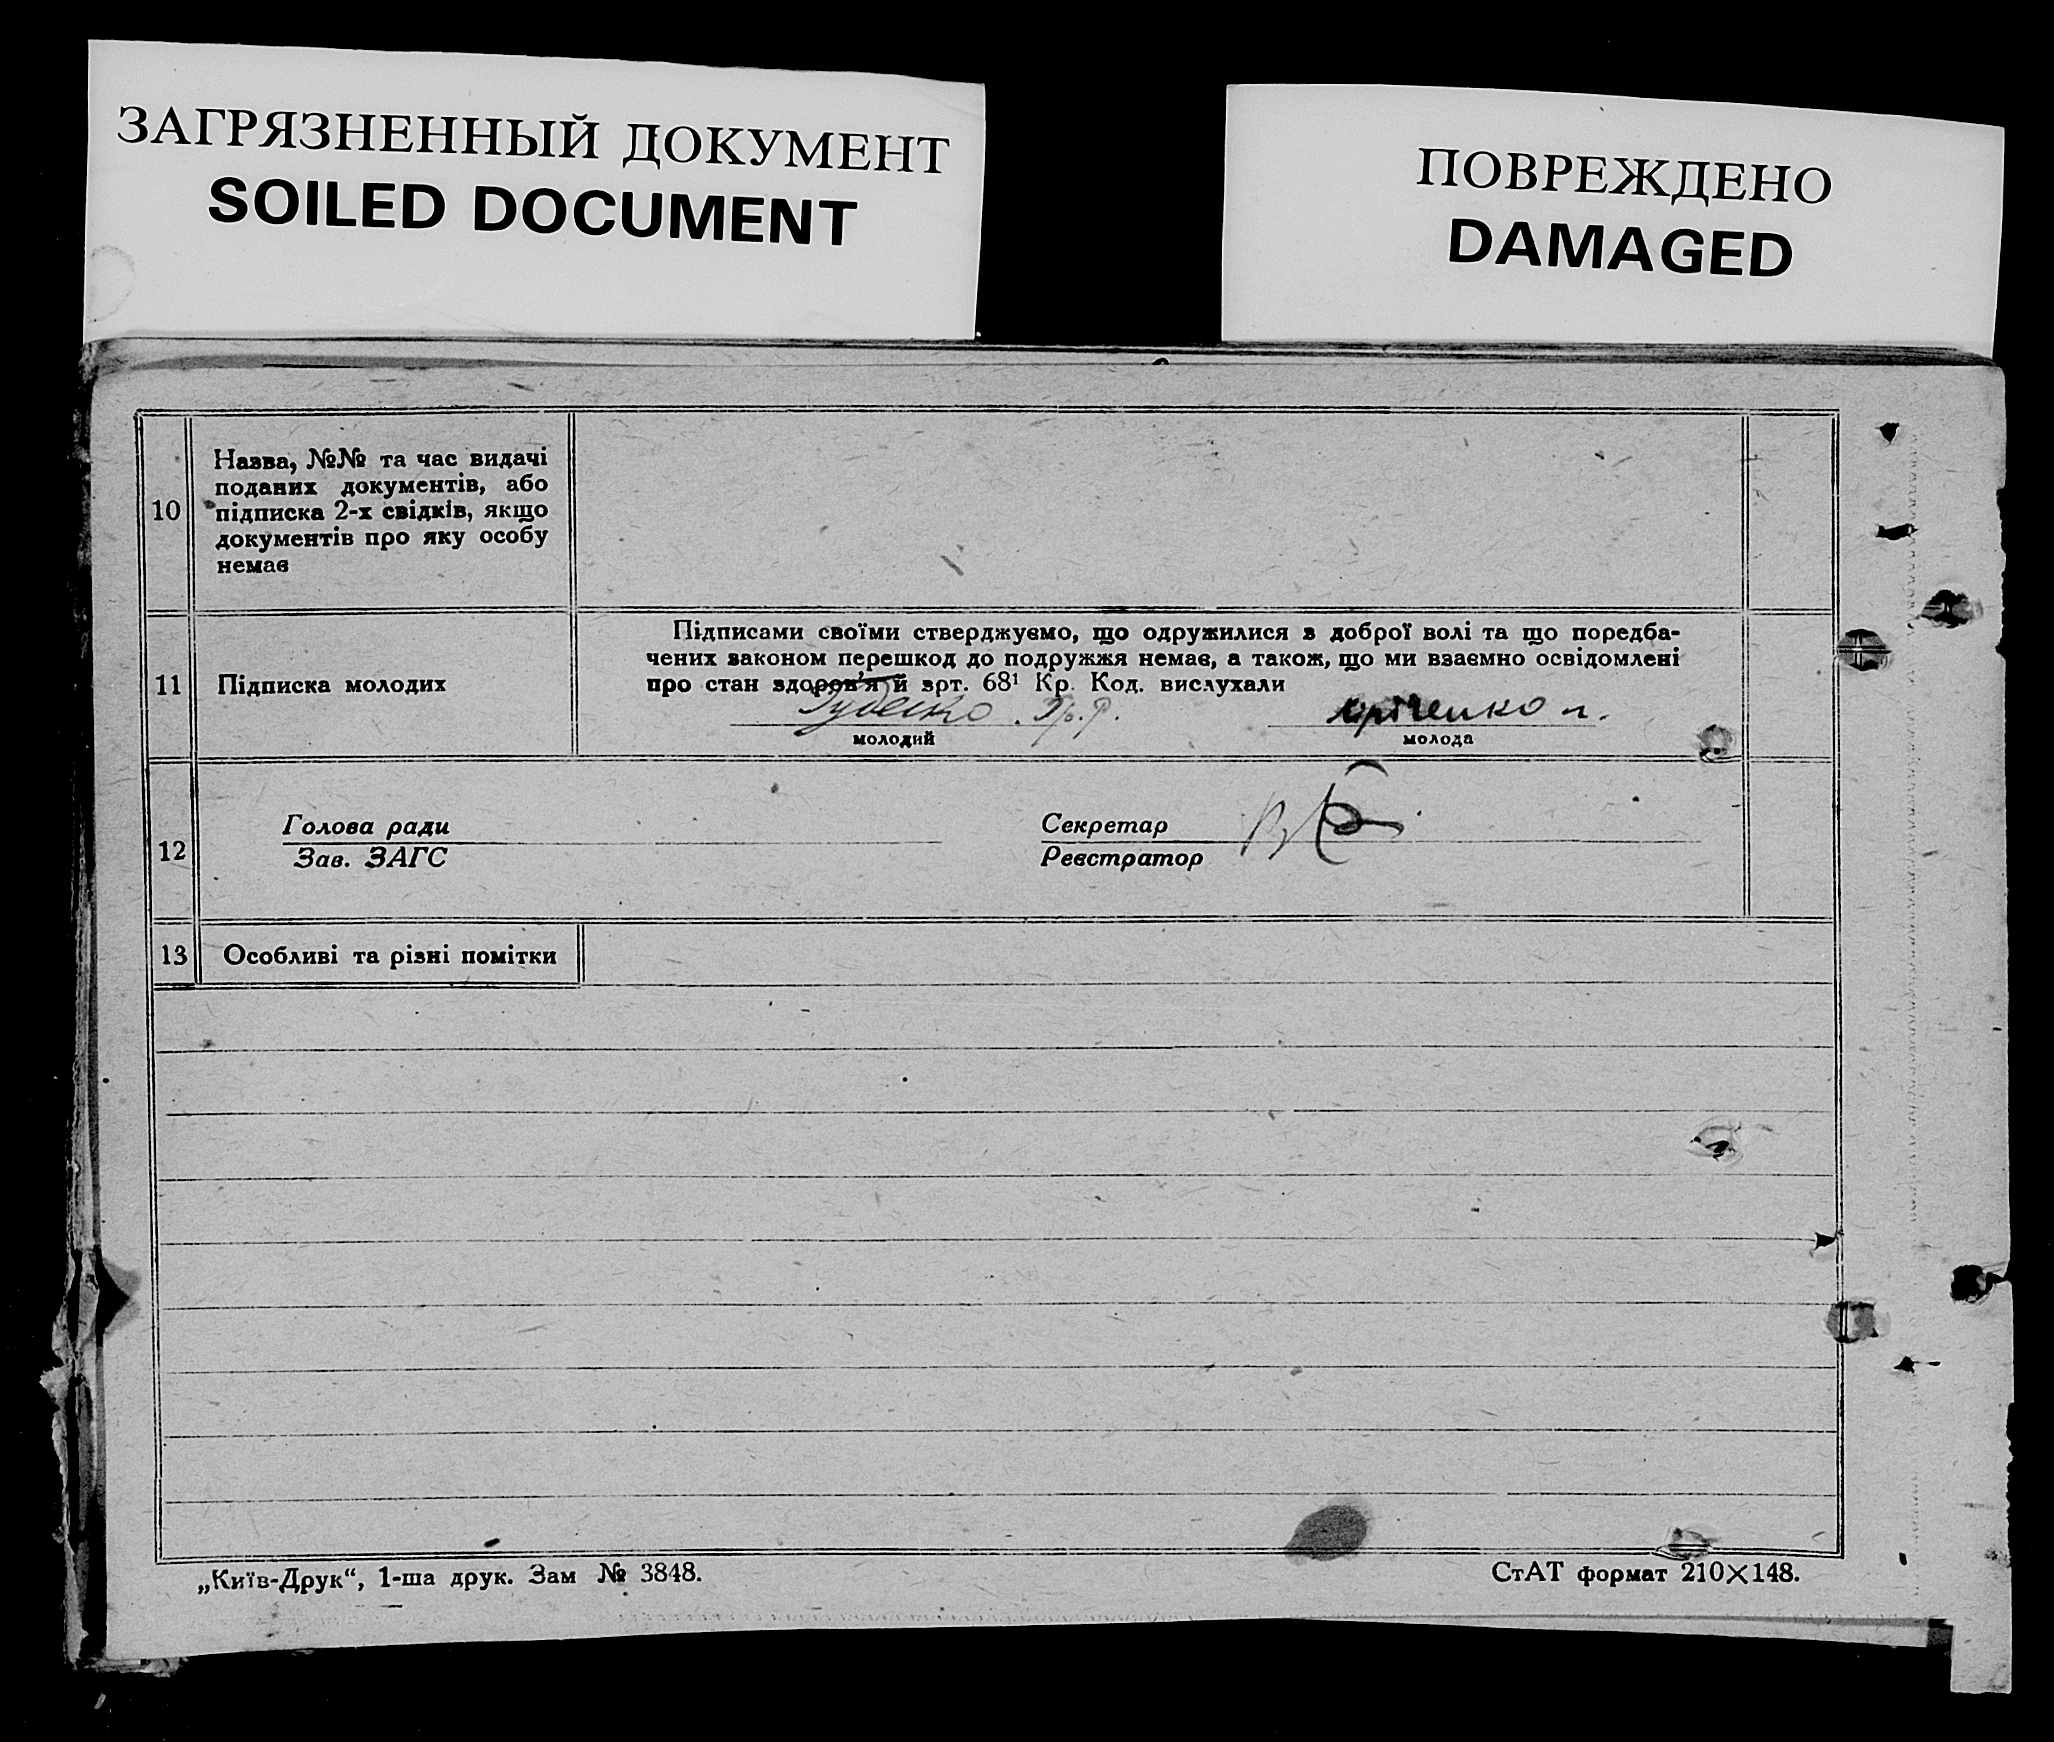 ЗАГРЯЗНЕННЫЙ ДОКУМЕНТ
SOILED DOCUMENT
ПОВРЕЖДЕНО
DAMAGED
10
Назва, №№ та час видачі
поданих документів, або
підписка 2-х свідків, якщо
документів про яку особу
немає
11
Підписка молодих
Підписами своїми стверджуємо, що одружилися з доброї волі та що поредба-
чених законом перешкод до подружжя немає, а також, що ми взаємно освідомлені
про стан здоров'я й зрт. 68¹ Кр. Код. вислухали
молодий
молода
12
Голова ради
Зав. ЗАГС
Секретар
Реєстратор
13
Особливі та різні помітки
„Київ-Друк“, 1-ша друк. Зам № 3848.
СтАТ формат 210×148.